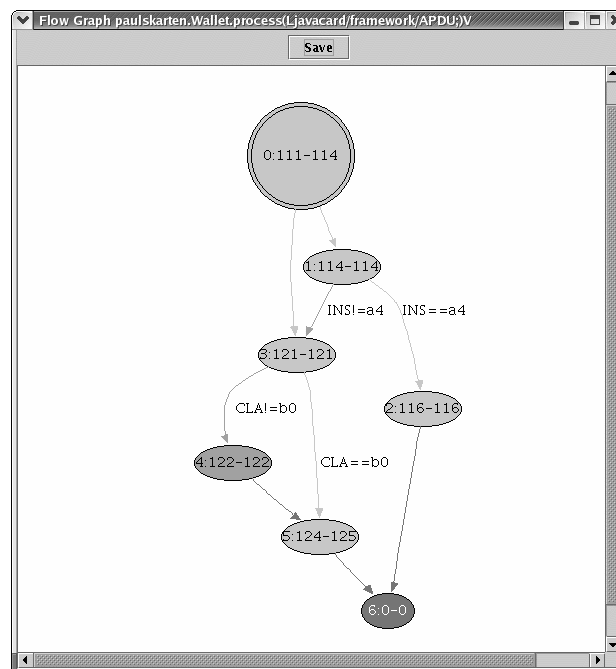 Flow Graph paulskarten.Wallet.process(Ljavacard/framework/APDU;)V
Save
0:111-114
1:114-114
INS!=a4
INS==a4
3:121-121
CLA!=b0
2:116-116
4:122-122
CLA==b0
5:124-125
6:0-0